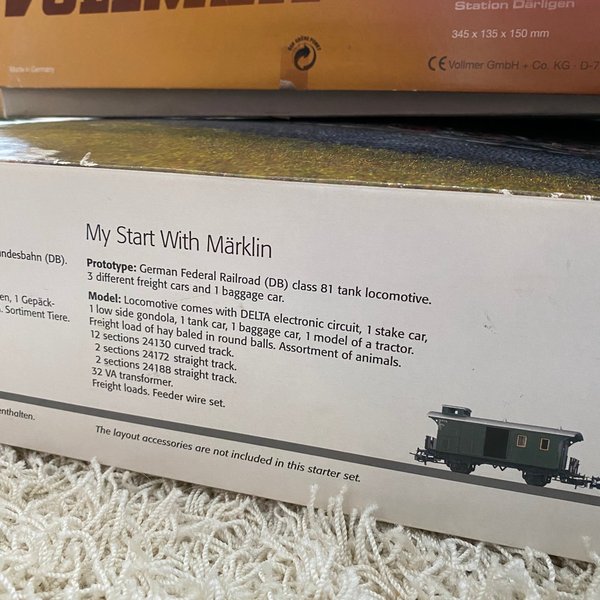 VOLLMER
Station Därligen
345 x 135 x 150 mm
DER GRÜNE PUNKT
Made in Germany
CE Vollmer GmbH + Co. KG · D-7
My Start With Märklin
ndesbahn (DB).
Prototype: German Federal Railroad (DB) class 81 tank locomotive.
3 different freight cars and 1 baggage car.
en, 1 Gepäck-
. Sortiment Tiere.
Model: Locomotive comes with DELTA electronic circuit, 1 stake car,
1 low side gondola, 1 tank car, 1 baggage car, 1 model of a tractor.
Freight load of hay baled in round balls. Assortment of animals.
12 sections 24130 curved track.
2 sections 24172 straight track.
2 sections 24188 straight track.
32 VA transformer.
Freight loads. Feeder wire set.
enthalten.
The layout accessories are not included in this starter set.